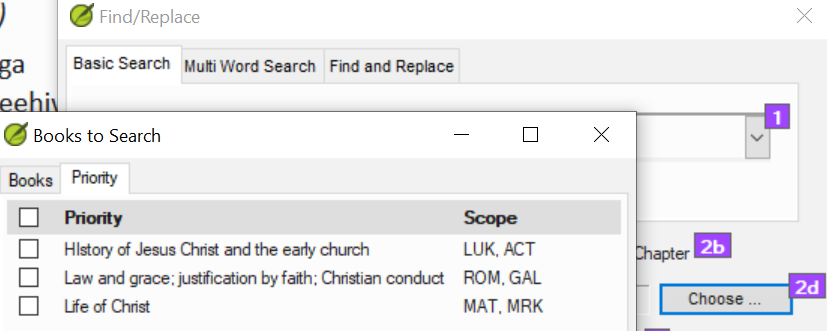 )
Find/Replace
ga
eehiv
Basic Search
Multi Word Search
Find and Replace
1
Books to Search
Books
Priority
Priority Scope
HIstory of Jesus Christ and the early church LUK, ACT
Law and grace; justification by faith; Christian conduct ROM, GAL
Life of Christ MAT, MRK
Chapter 2b
2d
Choose ...